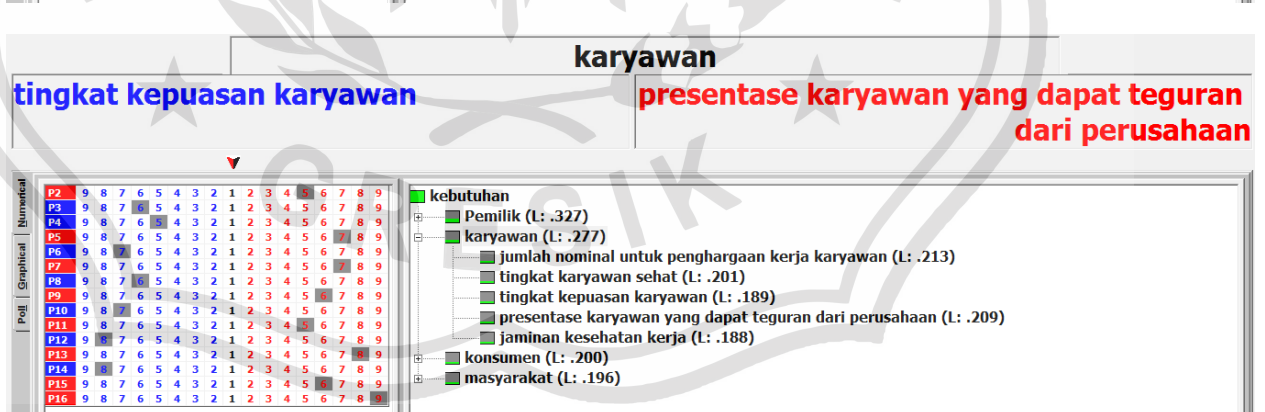 karyawan
tingkat kepuasan karyawan
presentase karyawan yang dapat teguran
dari perusahaan
GRESIK
Numerical
Graphical
Poll
P2 9 8 7 6 5 4 3 2 1 2 3 4 5 6 7 8 9
P3 9 8 7 6 5 4 3 2 1 2 3 4 5 6 7 8 9
P4 9 8 7 6 5 4 3 2 1 2 3 4 5 6 7 8 9
P5 9 8 7 6 5 4 3 2 1 2 3 4 5 6 7 8 9
P6 9 8 7 6 5 4 3 2 1 2 3 4 5 6 7 8 9
P7 9 8 7 6 5 4 3 2 1 2 3 4 5 6 7 8 9
P8 9 8 7 6 5 4 3 2 1 2 3 4 5 6 7 8 9
P9 9 8 7 6 5 4 3 2 1 2 3 4 5 6 7 8 9
P10 9 8 7 6 5 4 3 2 1 2 3 4 5 6 7 8 9
P11 9 8 7 6 5 4 3 2 1 2 3 4 5 6 7 8 9
P12 9 8 7 6 5 4 3 2 1 2 3 4 5 6 7 8 9
P13 9 8 7 6 5 4 3 2 1 2 3 4 5 6 7 8 9
P14 9 8 7 6 5 4 3 2 1 2 3 4 5 6 7 8 9
P15 9 8 7 6 5 4 3 2 1 2 3 4 5 6 7 8 9
P16 9 8 7 6 5 4 3 2 1 2 3 4 5 6 7 8 9
kebutuhan
Pemilik (L: .327)
karyawan (L: .277)
jumlah nominal untuk penghargaan kerja karyawan (L: .213)
tingkat karyawan sehat (L: .201)
tingkat kepuasan karyawan (L: .189)
presentase karyawan yang dapat teguran dari perusahaan (L: .209)
jaminan kesehatan kerja (L: .188)
konsumen (L: .200)
masyarakat (L: .196)